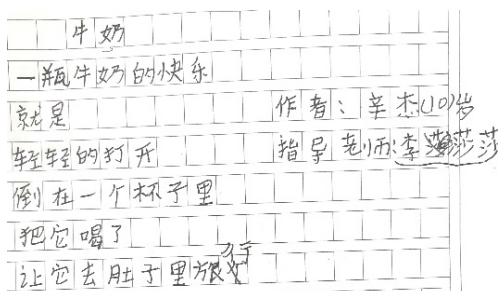 牛奶
一瓶牛奶的快乐
就是
轻轻的打开
倒在一个杯子里
把它喝了
让它去肚子里旅行
作者：辛杰(10)岁
指导老师:李莎莎